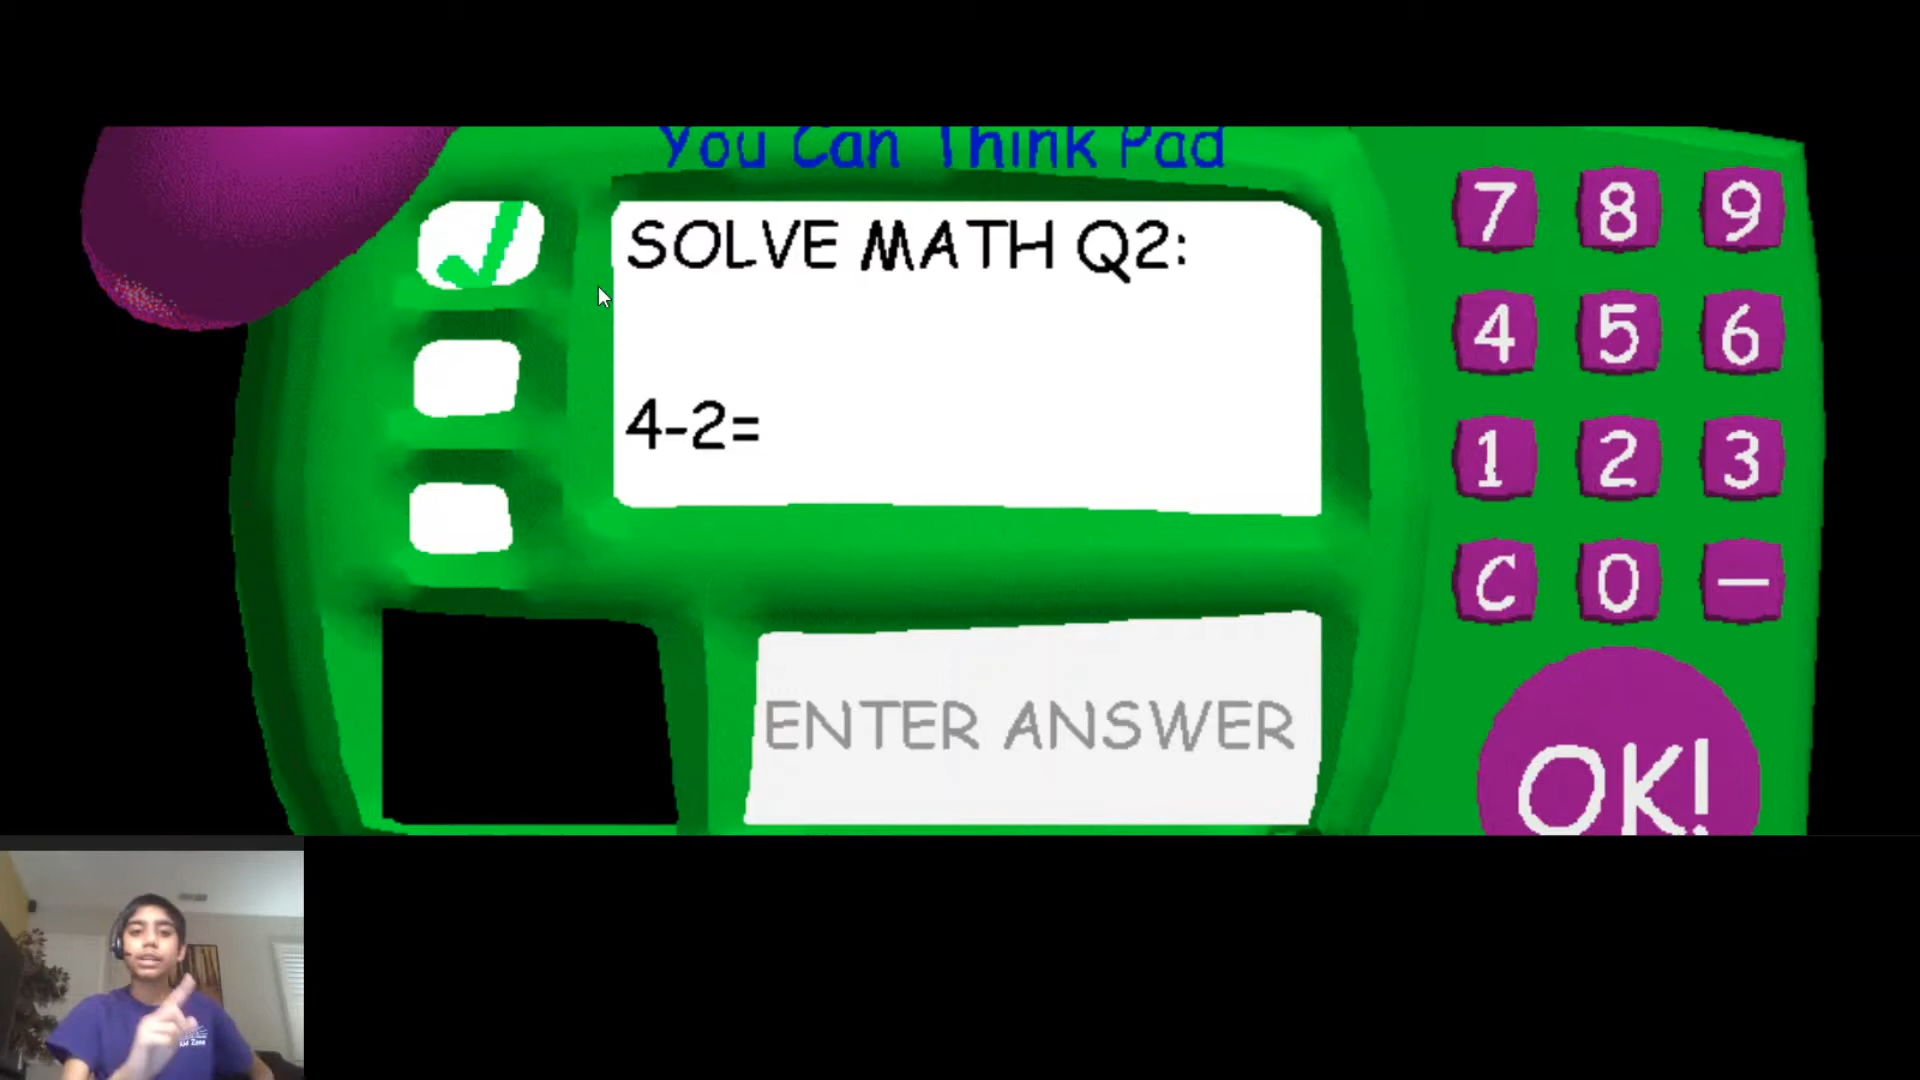 You Can Think Pad
SOLVE MATH Q2:
4-2=
7 8 9
4 5 6
1 2 3
C 0 –
ENTER ANSWER
OK!